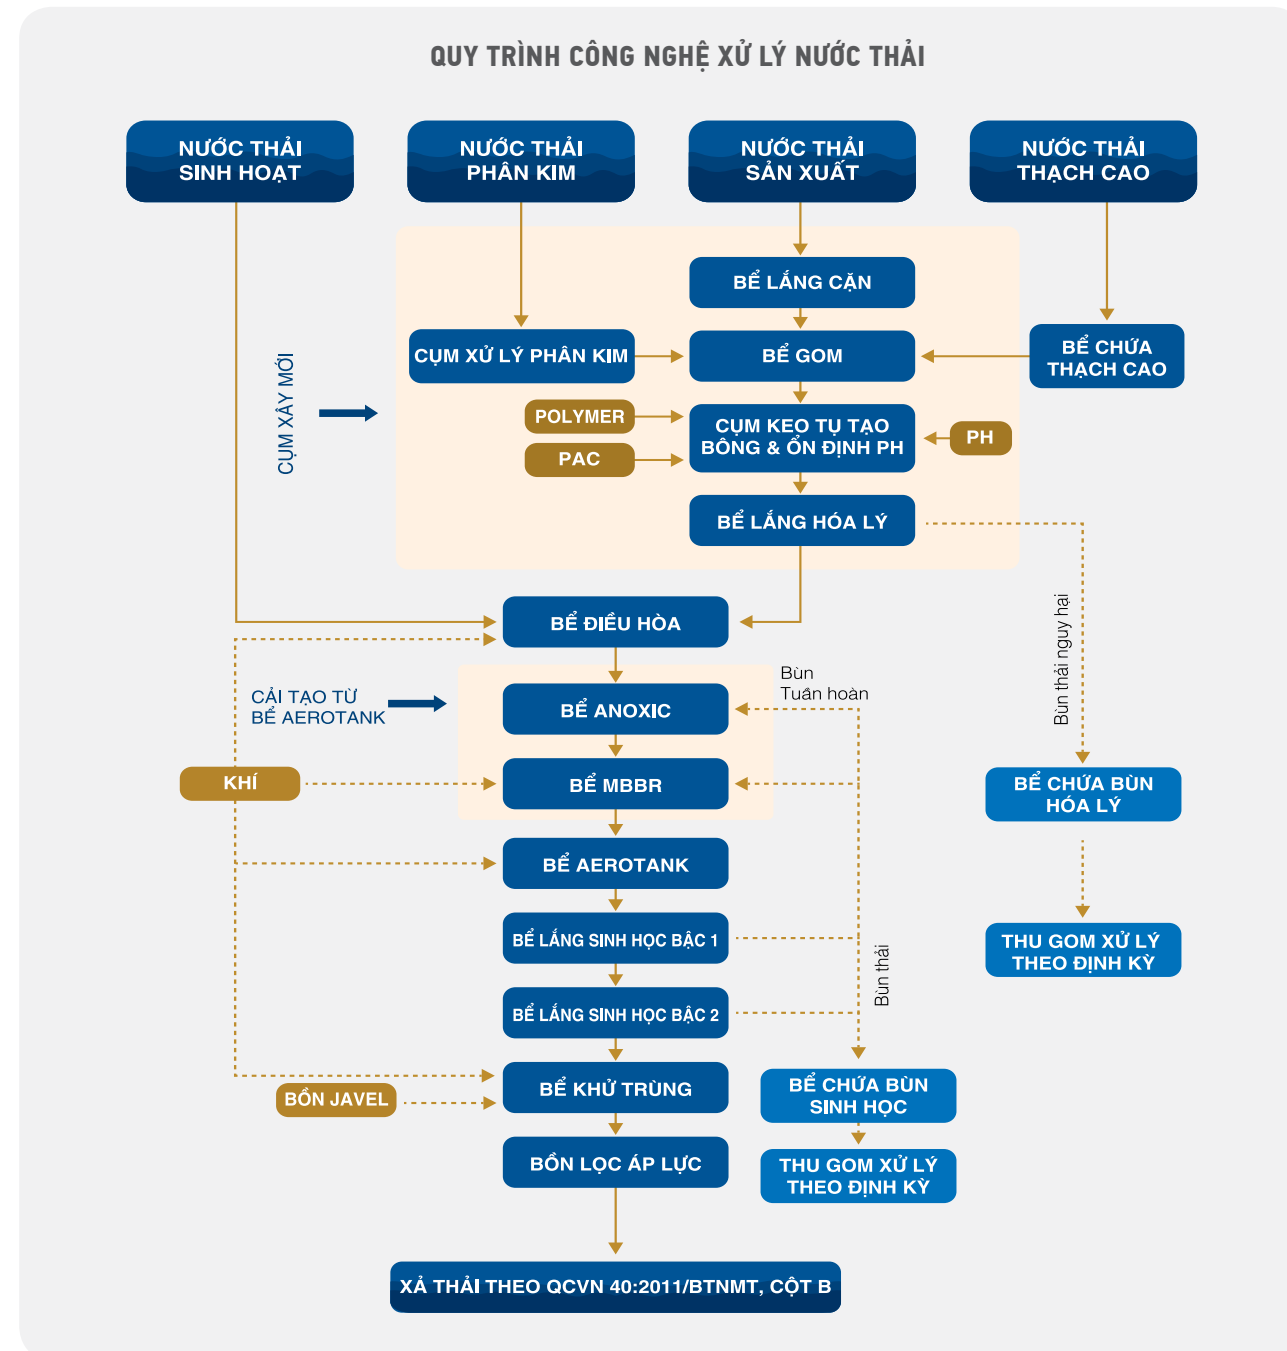 QUY TRÌNH CÔNG NGHỆ XỬ LÝ NƯỚC THẢI
NƯỚC THẢI
SINH HOẠT
NƯỚC THẢI
PHÂN KIM
NƯỚC THẢI
SẢN XUẤT
NƯỚC THẢI
THẠCH CAO
BỂ LẮNG CẶN
CỤM XỬ LÝ PHÂN KIM
BỂ GOM
BỂ CHỨA
THẠCH CAO
CỤM XÂY MỚI
POLYMER
PAC
CỤM KEO TỤ TẠO
BÔNG & ỔN ĐỊNH PH
PH
BỂ LẮNG HÓA LÝ
Bùn thải nguy hại
BỂ ĐIỀU HÒA
CẢI TẠO TỪ
BỂ AEROTANK
BỂ ANOXIC
Bùn
Tuần hoàn
KHÍ
BỂ MBBR
BỂ CHỨA BÙN
HÓA LÝ
BỂ AEROTANK
BỂ LẮNG SINH HỌC BẬC 1
THU GOM XỬ LÝ
THEO ĐỊNH KỲ
Bùn thải
BỂ LẮNG SINH HỌC BẬC 2
BỂ KHỬ TRÙNG
BỒN JAVEL
BỂ CHỨA BÙN
SINH HỌC
BỒN LỌC ÁP LỰC
THU GOM XỬ LÝ
THEO ĐỊNH KỲ
XẢ THẢI THEO QCVN 40:2011/BTNMT, CỘT B